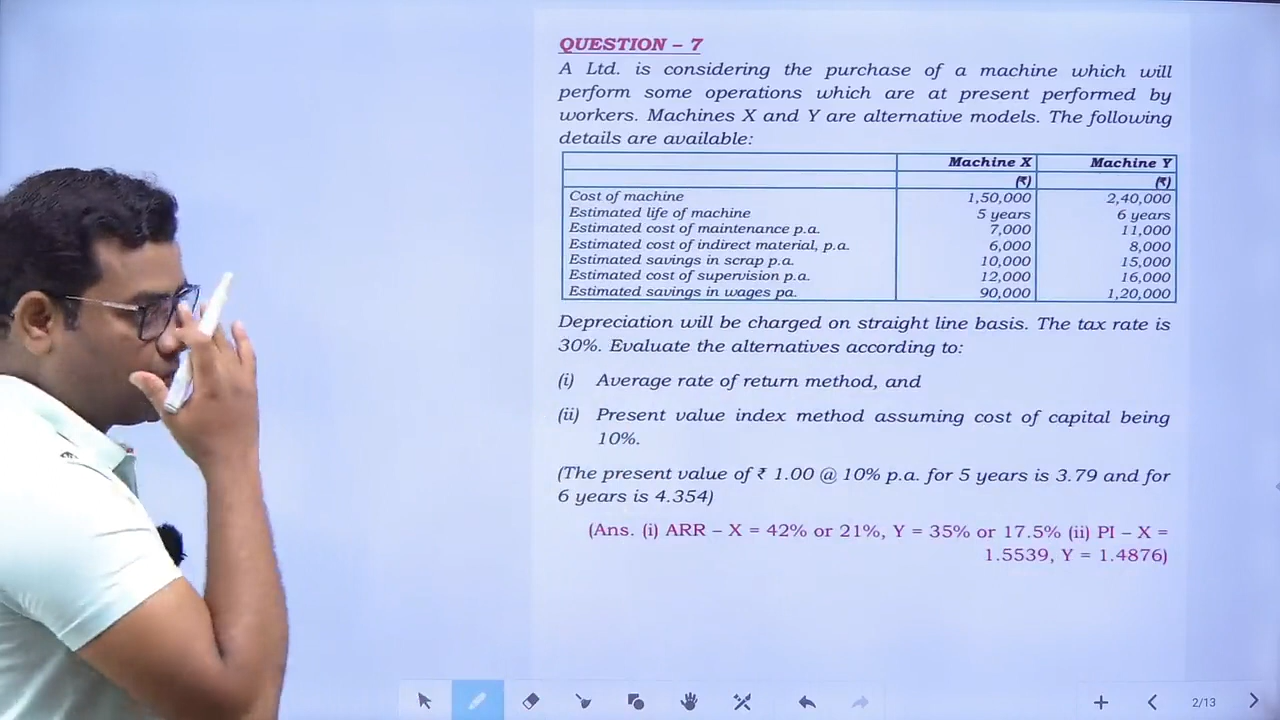 QUESTION – 7
A Ltd. is considering the purchase of a machine which will
perform some operations which are at present performed by
workers. Machines X and Y are alternative models. The following
details are available:
Machine X Machine Y
(₹) (₹)
Cost of machine 1,50,000 2,40,000
Estimated life of machine 5 years 6 years
Estimated cost of maintenance p.a. 7,000 11,000
Estimated cost of indirect material, p.a. 6,000 8,000
Estimated savings in scrap p.a. 10,000 15,000
Estimated cost of supervision p.a. 12,000 16,000
Estimated savings in wages pa. 90,000 1,20,000
Depreciation will be charged on straight line basis. The tax rate is
30%. Evaluate the alternatives according to:
(i) Average rate of return method, and
(ii) Present value index method assuming cost of capital being
10%.
(The present value of ₹ 1.00 @ 10% p.a. for 5 years is 3.79 and for
6 years is 4.354)
(Ans. (i) ARR – X = 42% or 21%, Y = 35% or 17.5% (ii) PI – X =
1.5539, Y = 1.4876)
2/13